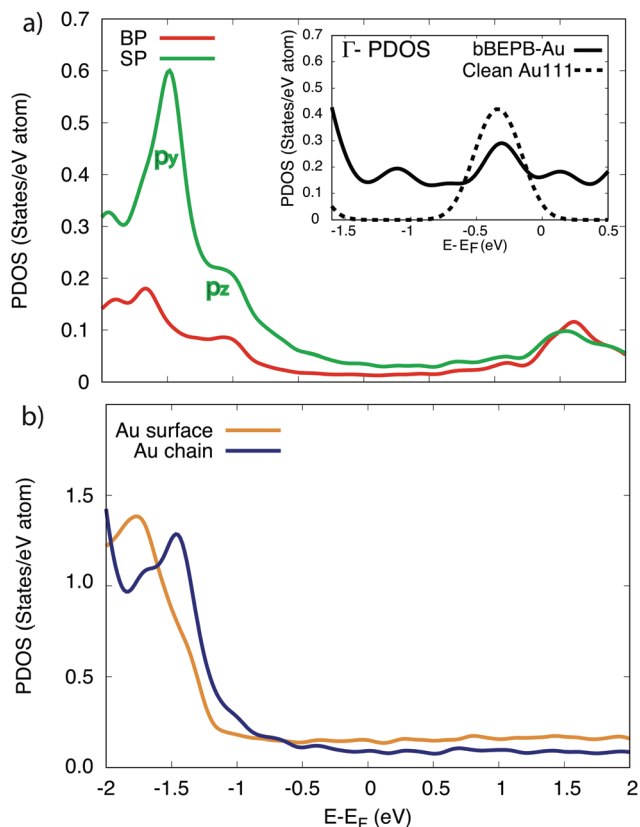 a)
BP
SP
0.7
0.6
0.5
0.4
0.3
0.2
0.1
0
PDOS (States/eV atom)
py
pz
Γ- PDOS
bBEPB-Au
Clean Au111
0.7
0.6
0.5
0.4
0.3
0.2
0.1
0
PDOS (States/eV atom)
-1.5 -1 -0.5 0 0.5
E-EF(eV)
b)
Au surface
Au chain
1.5
1.0
0.5
0.0
PDOS (States/eV atom)
-2 -1.5 -1 -0.5 0 0.5 1 1.5 2
E-EF (eV)